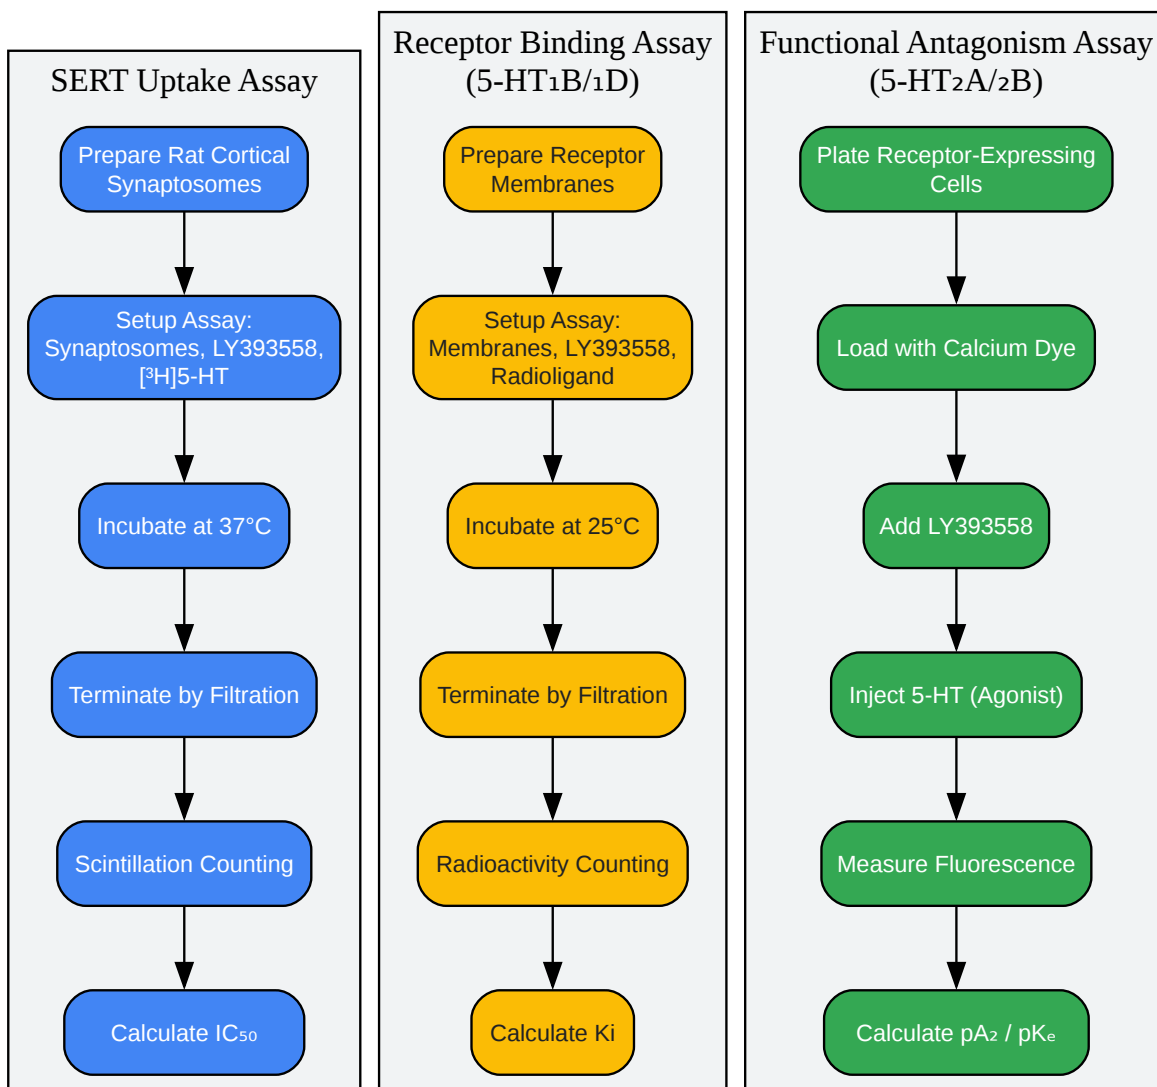 SERT Uptake Assay
Prepare Rat Cortical
Synaptosomes
Setup Assay:
Synaptosomes, LY393558,
[³H]5-HT
Incubate at 37°C
Terminate by Filtration
Scintillation Counting
Calculate IC₅₀
Receptor Binding Assay
(5-HT₁B/₁D)
Prepare Receptor
Membranes
Setup Assay:
Membranes, LY393558,
Radioligand
Incubate at 25°C
Terminate by Filtration
Radioactivity Counting
Calculate Ki
Functional Antagonism Assay
(5-HT₂A/₂B)
Plate Receptor-Expressing
Cells
Load with Calcium Dye
Add LY393558
Inject 5-HT (Agonist)
Measure Fluorescence
Calculate pA₂ / pKₑ